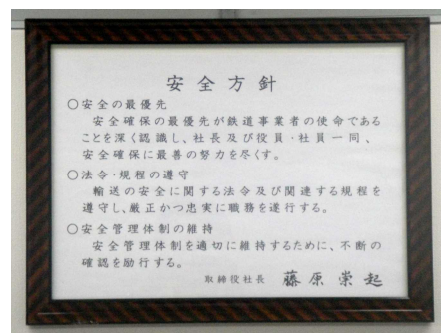 安全方針
○安全の最優先
安全確保の最優先が鉄道事業者の使命である
ことを深く認識し、社長及び役員・社員一同、
安全確保に最善の努力を尽くす。
○法令・規程の遵守
輸送の安全に関する法令及び関連する規程を
遵守し、厳正かつ忠実に職務を遂行する。
○安全管理体制の維持
安全管理体制を適切に維持するために、不断の
確認を励行する。
取締役社長 藤原崇起